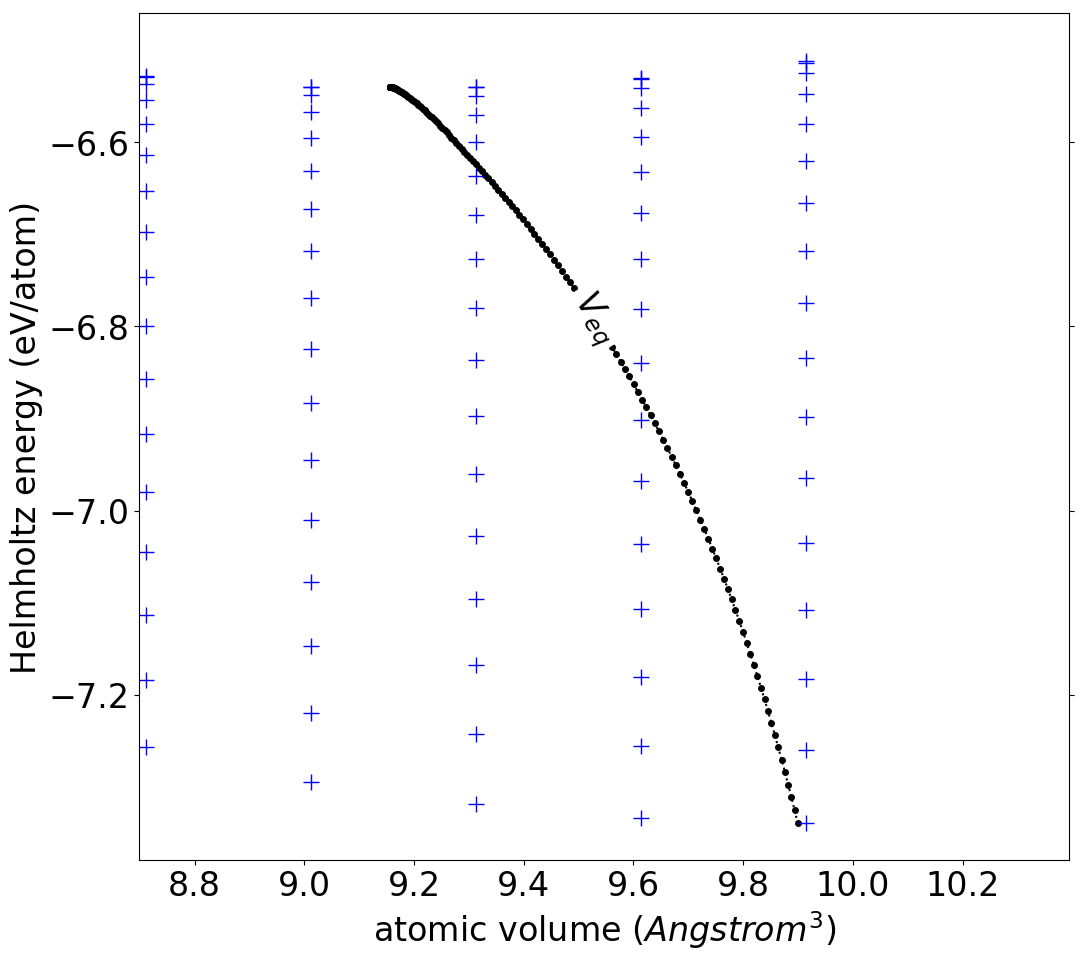 −6.6
−6.8
−7.0
−7.2
Helmholtz energy (eV/atom)
V_eq
8.8 9.0 9.2 9.4 9.6 9.8 10.0 10.2
atomic volume (Angstrom³)